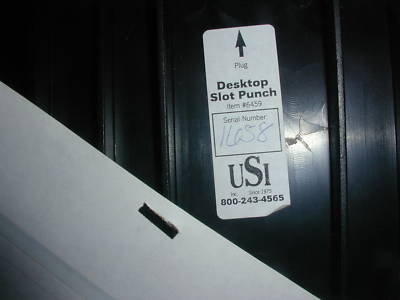 Plug
Desktop
Slot Punch
Item #6459
Serial Number:
1658
USI
Inc. Since 1975
800-243-4565